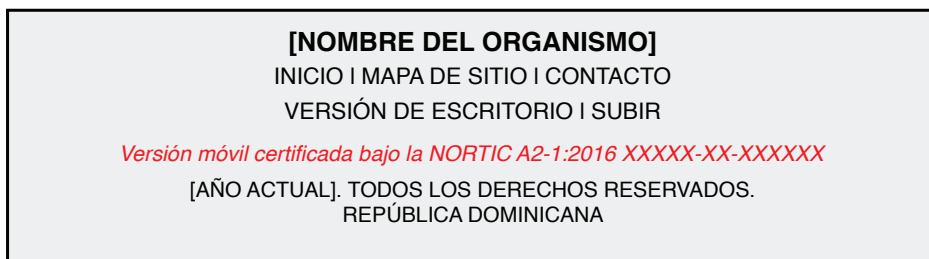 [NOMBRE DEL ORGANISMO]
INICIO I MAPA DE SITIO I CONTACTO
VERSIÓN DE ESCRITORIO I SUBIR
Versión móvil certificada bajo la NORTIC A2-1:2016 XXXXX-XX-XXXXXX
[AÑO ACTUAL]. TODOS LOS DERECHOS RESERVADOS.
REPÚBLICA DOMINICANA